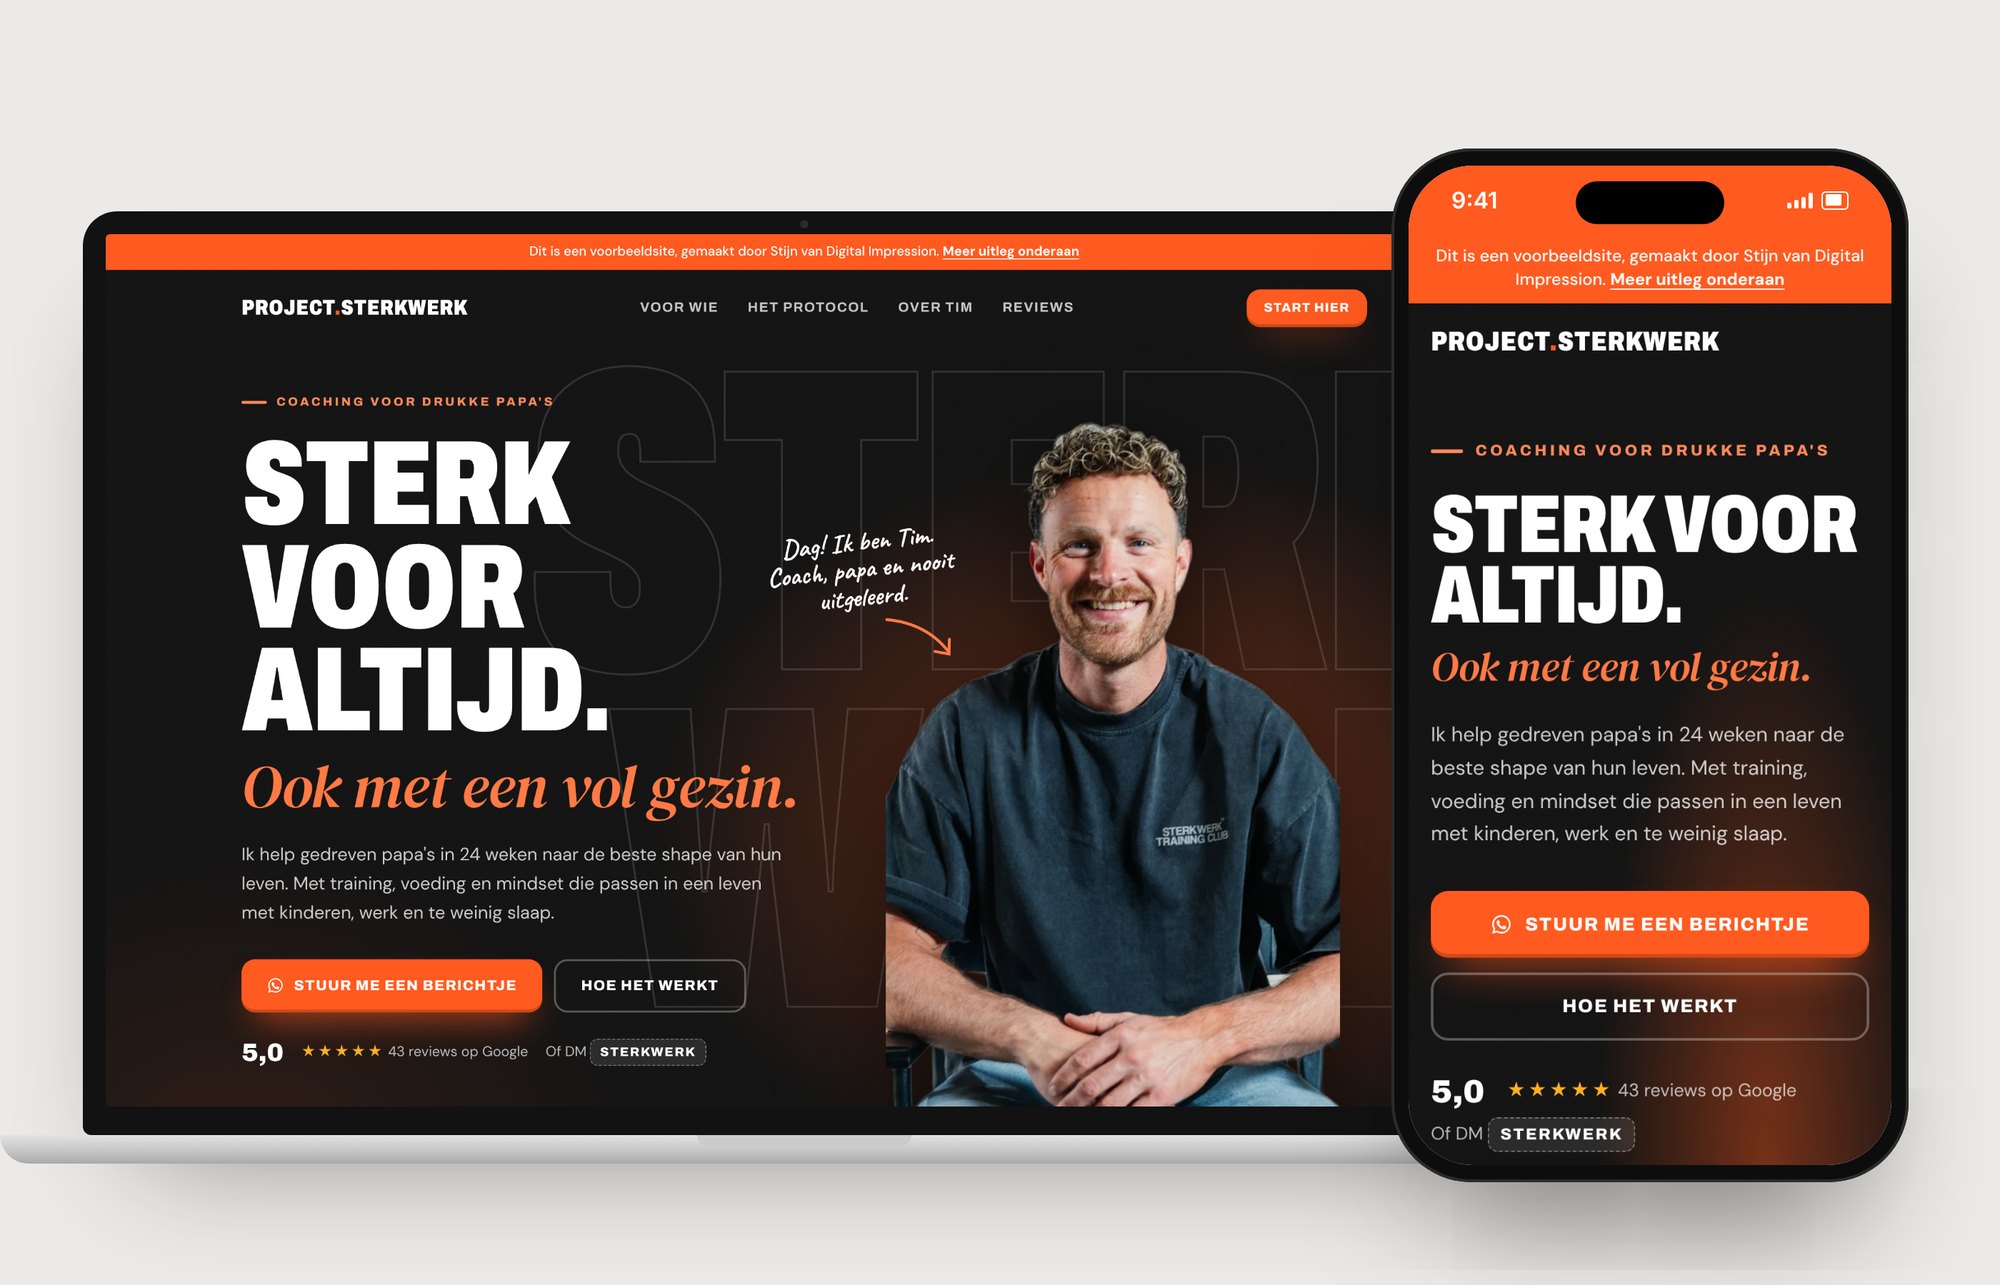 Dit is een voorbeeldsite, gemaakt door Stijn van Digital Impression. Meer uitleg onderaan
PROJECT.STERKWERK
VOOR WIE
HET PROTOCOL
OVER TIM
REVIEWS
START HIER
COACHING VOOR DRUKKE PAPA'S
STERK
VOOR
ALTIJD.
Ook met een vol gezin.
Ik help gedreven papa's in 24 weken naar de beste shape van hun
leven. Met training, voeding en mindset die passen in een leven
met kinderen, werk en te weinig slaap.
STUUR ME EEN BERICHTJE
HOE HET WERKT
5,0 ★★★★★ 43 reviews op Google Of DM STERKWERK
Dag! Ik ben Tim.
Coach, papa en nooit
uitgeleerd.
STERKWERK
TRAINING CLUB
STERK
W
9:41
Dit is een voorbeeldsite, gemaakt door Stijn van Digital
Impression. Meer uitleg onderaan
PROJECT.STERKWERK
COACHING VOOR DRUKKE PAPA'S
STERK VOOR
ALTIJD.
Ook met een vol gezin.
Ik help gedreven papa's in 24 weken naar de
beste shape van hun leven. Met training,
voeding en mindset die passen in een leven
met kinderen, werk en te weinig slaap.
STUUR ME EEN BERICHTJE
HOE HET WERKT
5,0 ★★★★★ 43 reviews op Google
Of DM STERKWERK